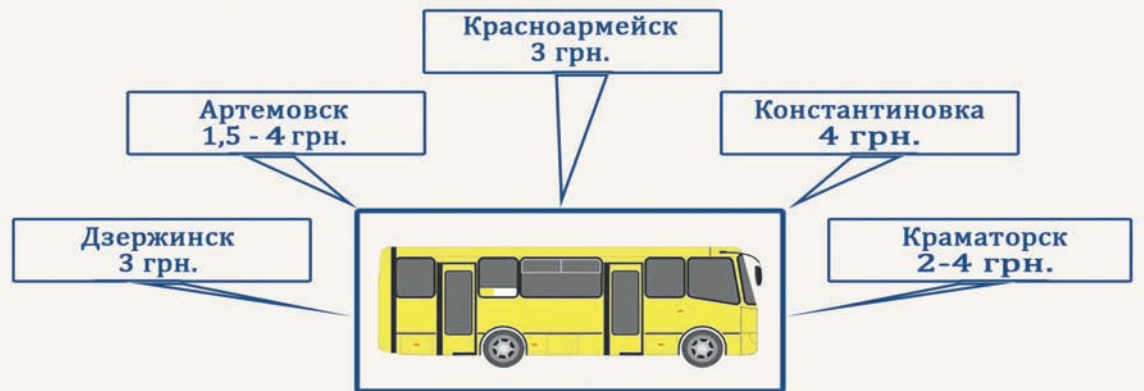 Красноармейск
3 грн.
Артемовск
1,5 - 4 грн.
Константиновка
4 грн.
Дзержинск
3 грн.
Краматорск
2-4 грн.